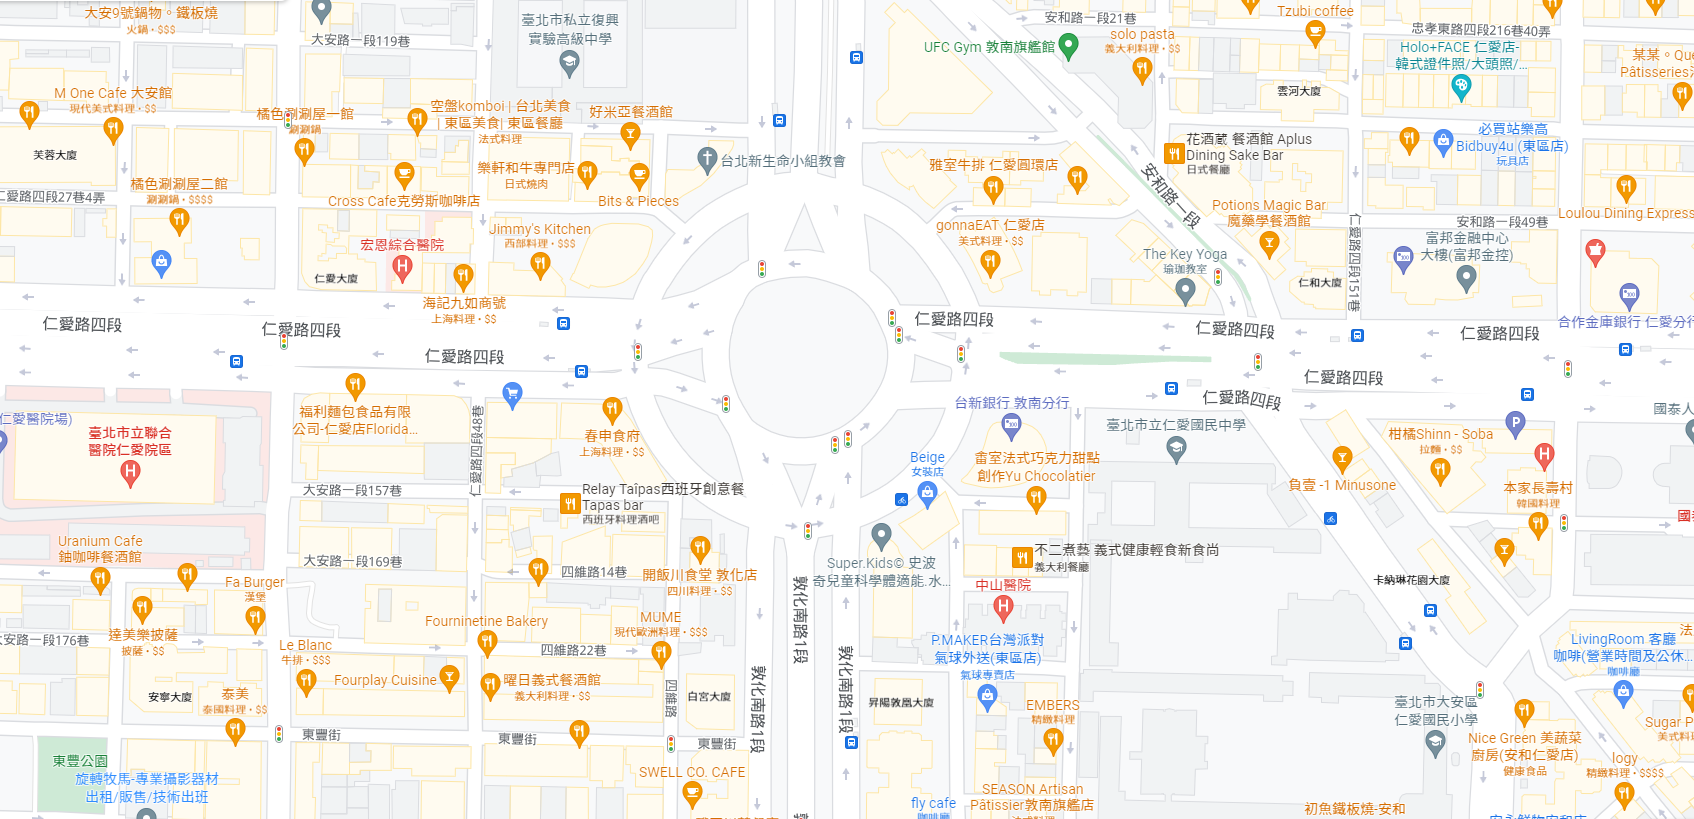 大安9號鍋物。鐵板燒
火鍋・$$$
大安路一段119巷
臺北市私立復興
實驗高級中學
安和路一段21巷
Tzubi coffee
忠孝東路四段216巷40弄
UFC Gym 敦南旗艦館
solo pasta
義大利料理・$$
Holo+FACE 仁愛店-
韓式證件照/大頭照/...
某某。Que
Pâtisseries法
M One Cafe 大安館
現代美式料理・$$
橘色涮涮屋一館
涮涮鍋
空盤komboi | 台北美食
| 東區美食| 東區餐廳
法式料理
好米亞餐酒館
雲河大廈
必買站樂高
Bidbuy4u (東區店)
玩具店
芙蓉大廈
花酒蔵 餐酒館 Aplus
Dining Sake Bar
日式餐廳
台北新生命小組教會
雅室牛排 仁愛圓環店
樂軒和牛專門店
日式燒肉
橘色涮涮屋二館
涮涮鍋・$$$$
仁愛路四段27巷4弄
Cross Cafe克勞斯咖啡店
Bits & Pieces
安和路一段
Potions Magic Bar
魔藥學餐酒館
安和路一段49巷
Loulou Dining Express
Jimmy's Kitchen
西部料理・$$$
gonnaEAT 仁愛店
美式料理・$$
仁愛路四段151巷
富邦金融中心
大樓(富邦金控)
宏恩綜合醫院
仁愛大廈
The Key Yoga
瑜珈教室
仁和大廈
海記九如商號
上海料理・$$
仁愛路四段
仁愛路四段
仁愛路四段
仁愛路四段
仁愛路四段
仁愛路四段
合作金庫銀行 仁愛分行
仁愛路四段
仁愛路四段
仁愛路四段
仁愛醫院場)
臺北市立聯合
醫院仁愛院區
福利麵包食品有限
公司-仁愛店Florida...
仁愛路四段48巷
春申食府
上海料理・$$
台新銀行 敦南分行
臺北市立仁愛國民中學
柑橘Shinn - Soba
拉麵・$$
國泰人
Beige
女裝店
畬室法式巧克力甜點
創作Yu Chocolatier
負壹 -1 Minusone
本家長壽村
韓國料理
大安路一段157巷
Relay Taîpas西班牙創意餐
Tapas bar
西班牙料理酒吧
國泰
Uranium Cafe
鈾咖啡餐酒館
大安路一段169巷
四維路14巷
開飯川食堂 敦化店
四川料理・$$
Super.Kids© 史波
奇兒童科學體適能.水...
不二煮藝 義式健康輕食新食尚
義大利餐廳
中山醫院
卡納琳花園大廈
Fa Burger
漢堡
敦化南路1段
敦化南路1段
敦化南路1段
大安路一段176巷
達美樂披薩
披薩・$$
Fourninetine Bakery
MUME
現代歐洲料理・$$$
P.MAKER台灣派對
氣球外送(東區店)
氣球專賣店
LivingRoom 客廳
咖啡(營業時間及公休...
咖啡廳
法
Le Blanc
牛排・$$$
四維路22巷
Fourplay Cuisine
曜日義式餐酒館
義大利料理・$$
四維路
白宮大廈
昇陽敦凰大廈
安寧大廈
泰美
泰國料理・$$
EMBERS
精緻料理
臺北市大安區
仁愛國民小學
東豐街
東豐街
東豐街
Nice Green 美蔬菜
廚房(安和仁愛店)
健康食品
Sugar P
美式料理
東豐公園
旋轉牧馬-專業攝影器材
出租/販售/技術出班
SWELL CO. CAFE
logy
精緻料理・$$$$
fly cafe
咖啡廳
SEASON Artisan
Pâtissier敦南旗艦店
初魚鐵板燒-安和